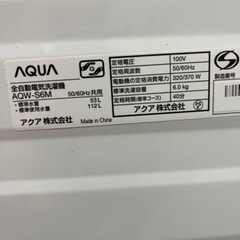 AQUA
全自動電気洗濯機
AQW-S6M 50/60Hz共用
・標準水量 53L
・標準使用水量 112L
アクア株式会社
定格電圧 100V
定格周波数 50/60Hz
電動機の定格消費電力 320/370 W
標準洗濯容量 6.0 kg
定格時間(標準コース) 40分
アクア株式会社
Made in China
製造番号